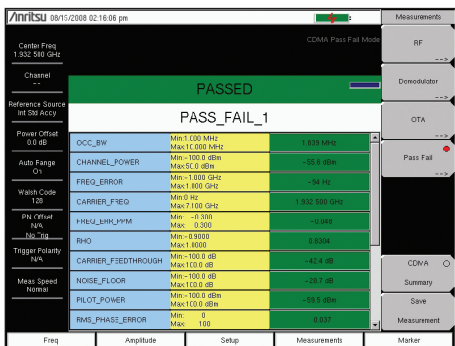 Anritsu 08/15/2008 02:16:06 pm
Measurements
CDMA Pass Fail Mode
Center Freq
1.932 500 GHz
Channel
--
Reference Source
Int Std Accy
Power Offset
0.0 dB
Auto Range
On
Walsh Code
128
PN Offset
N/A
No Trig
Trigger Polarity
N/A
Meas Speed
Normal
PASSED
PASS_FAIL_1
OCC_BW Min:1.000 MHz Max:10.000 MHz 1.839 MHz
CHANNEL_POWER Min:-100.0 dBm Max:50.0 dBm -55.6 dBm
FREQ_ERROR Min:-1.000 GHz Max:1.000 GHz -94 Hz
CARRIER_FREQ Min:0 Hz Max:7.100 GHz 1.932 500 GHz
FREQ_ERR_PPM Min: -0.300 Max: 0.300 -0.048
RHO Min:-0.9000 Max:1.0000 0.8304
CARRIER_FEEDTHROUGH Min:-100.0 dB Max:100.0 dB -42.4 dB
NOISE_FLOOR Min:-100.0 dB Max:100.0 dB -28.7 dB
PILOT_POWER Min:-100.0 dBm Max:100.0 dBm -59.5 dBm
RMS_PHASE_ERROR Min: 0 Max: 100 0.037
RF
-->
Demodulator
-->
OTA
-->
Pass Fail
-->
CDMA
Summary
Save
Measurement
Freq
Amplitude
Setup
Measurements
Marker